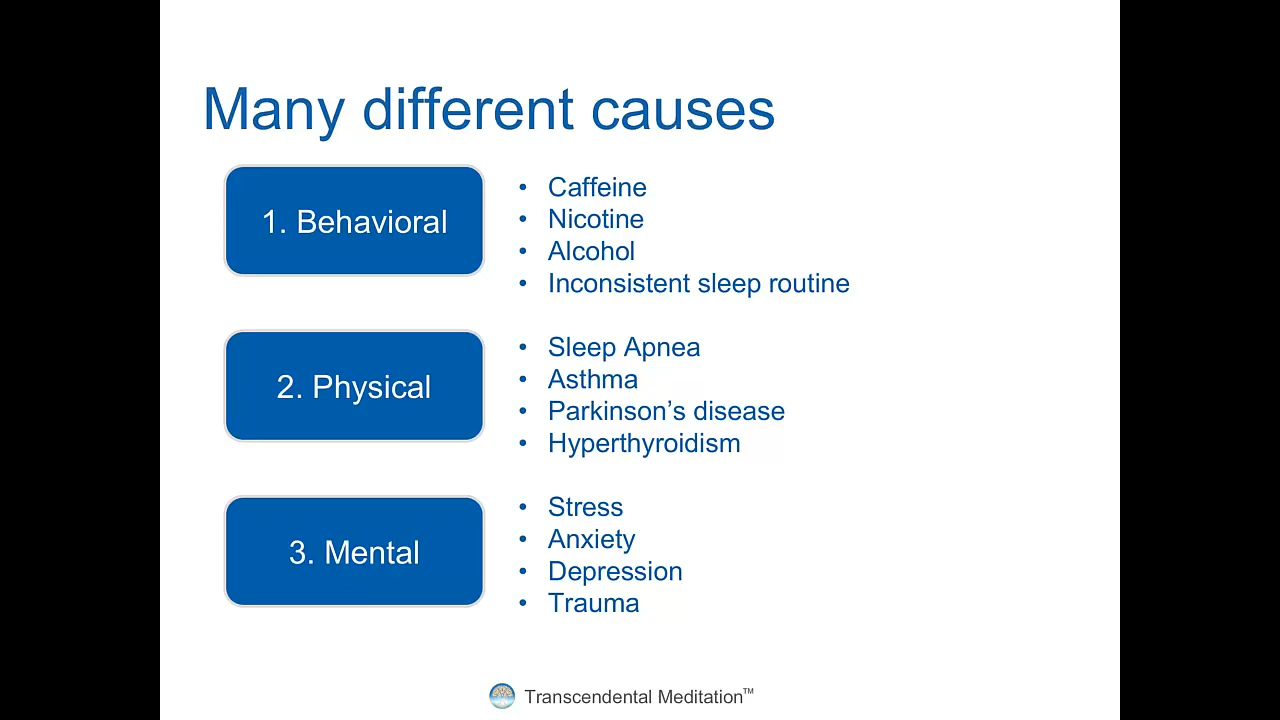 Many different causes
1. Behavioral
• Caffeine
• Nicotine
• Alcohol
• Inconsistent sleep routine
2. Physical
• Sleep Apnea
• Asthma
• Parkinson’s disease
• Hyperthyroidism
3. Mental
• Stress
• Anxiety
• Depression
• Trauma
Transcendental Meditation™